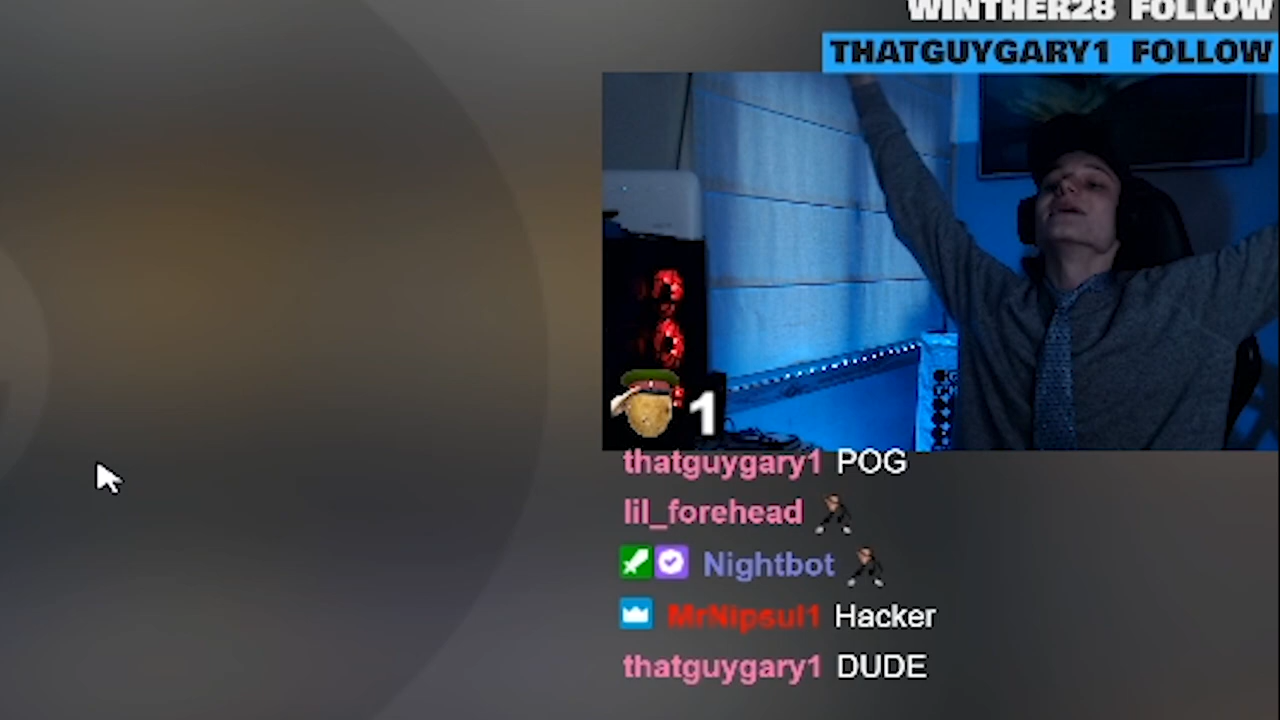 WINTHER28 FOLLOW
THATGUYGARY1 FOLLOW
1
thatguygary1 POG
lil_forehead
Nightbot
MrNipsul1 Hacker
thatguygary1 DUDE